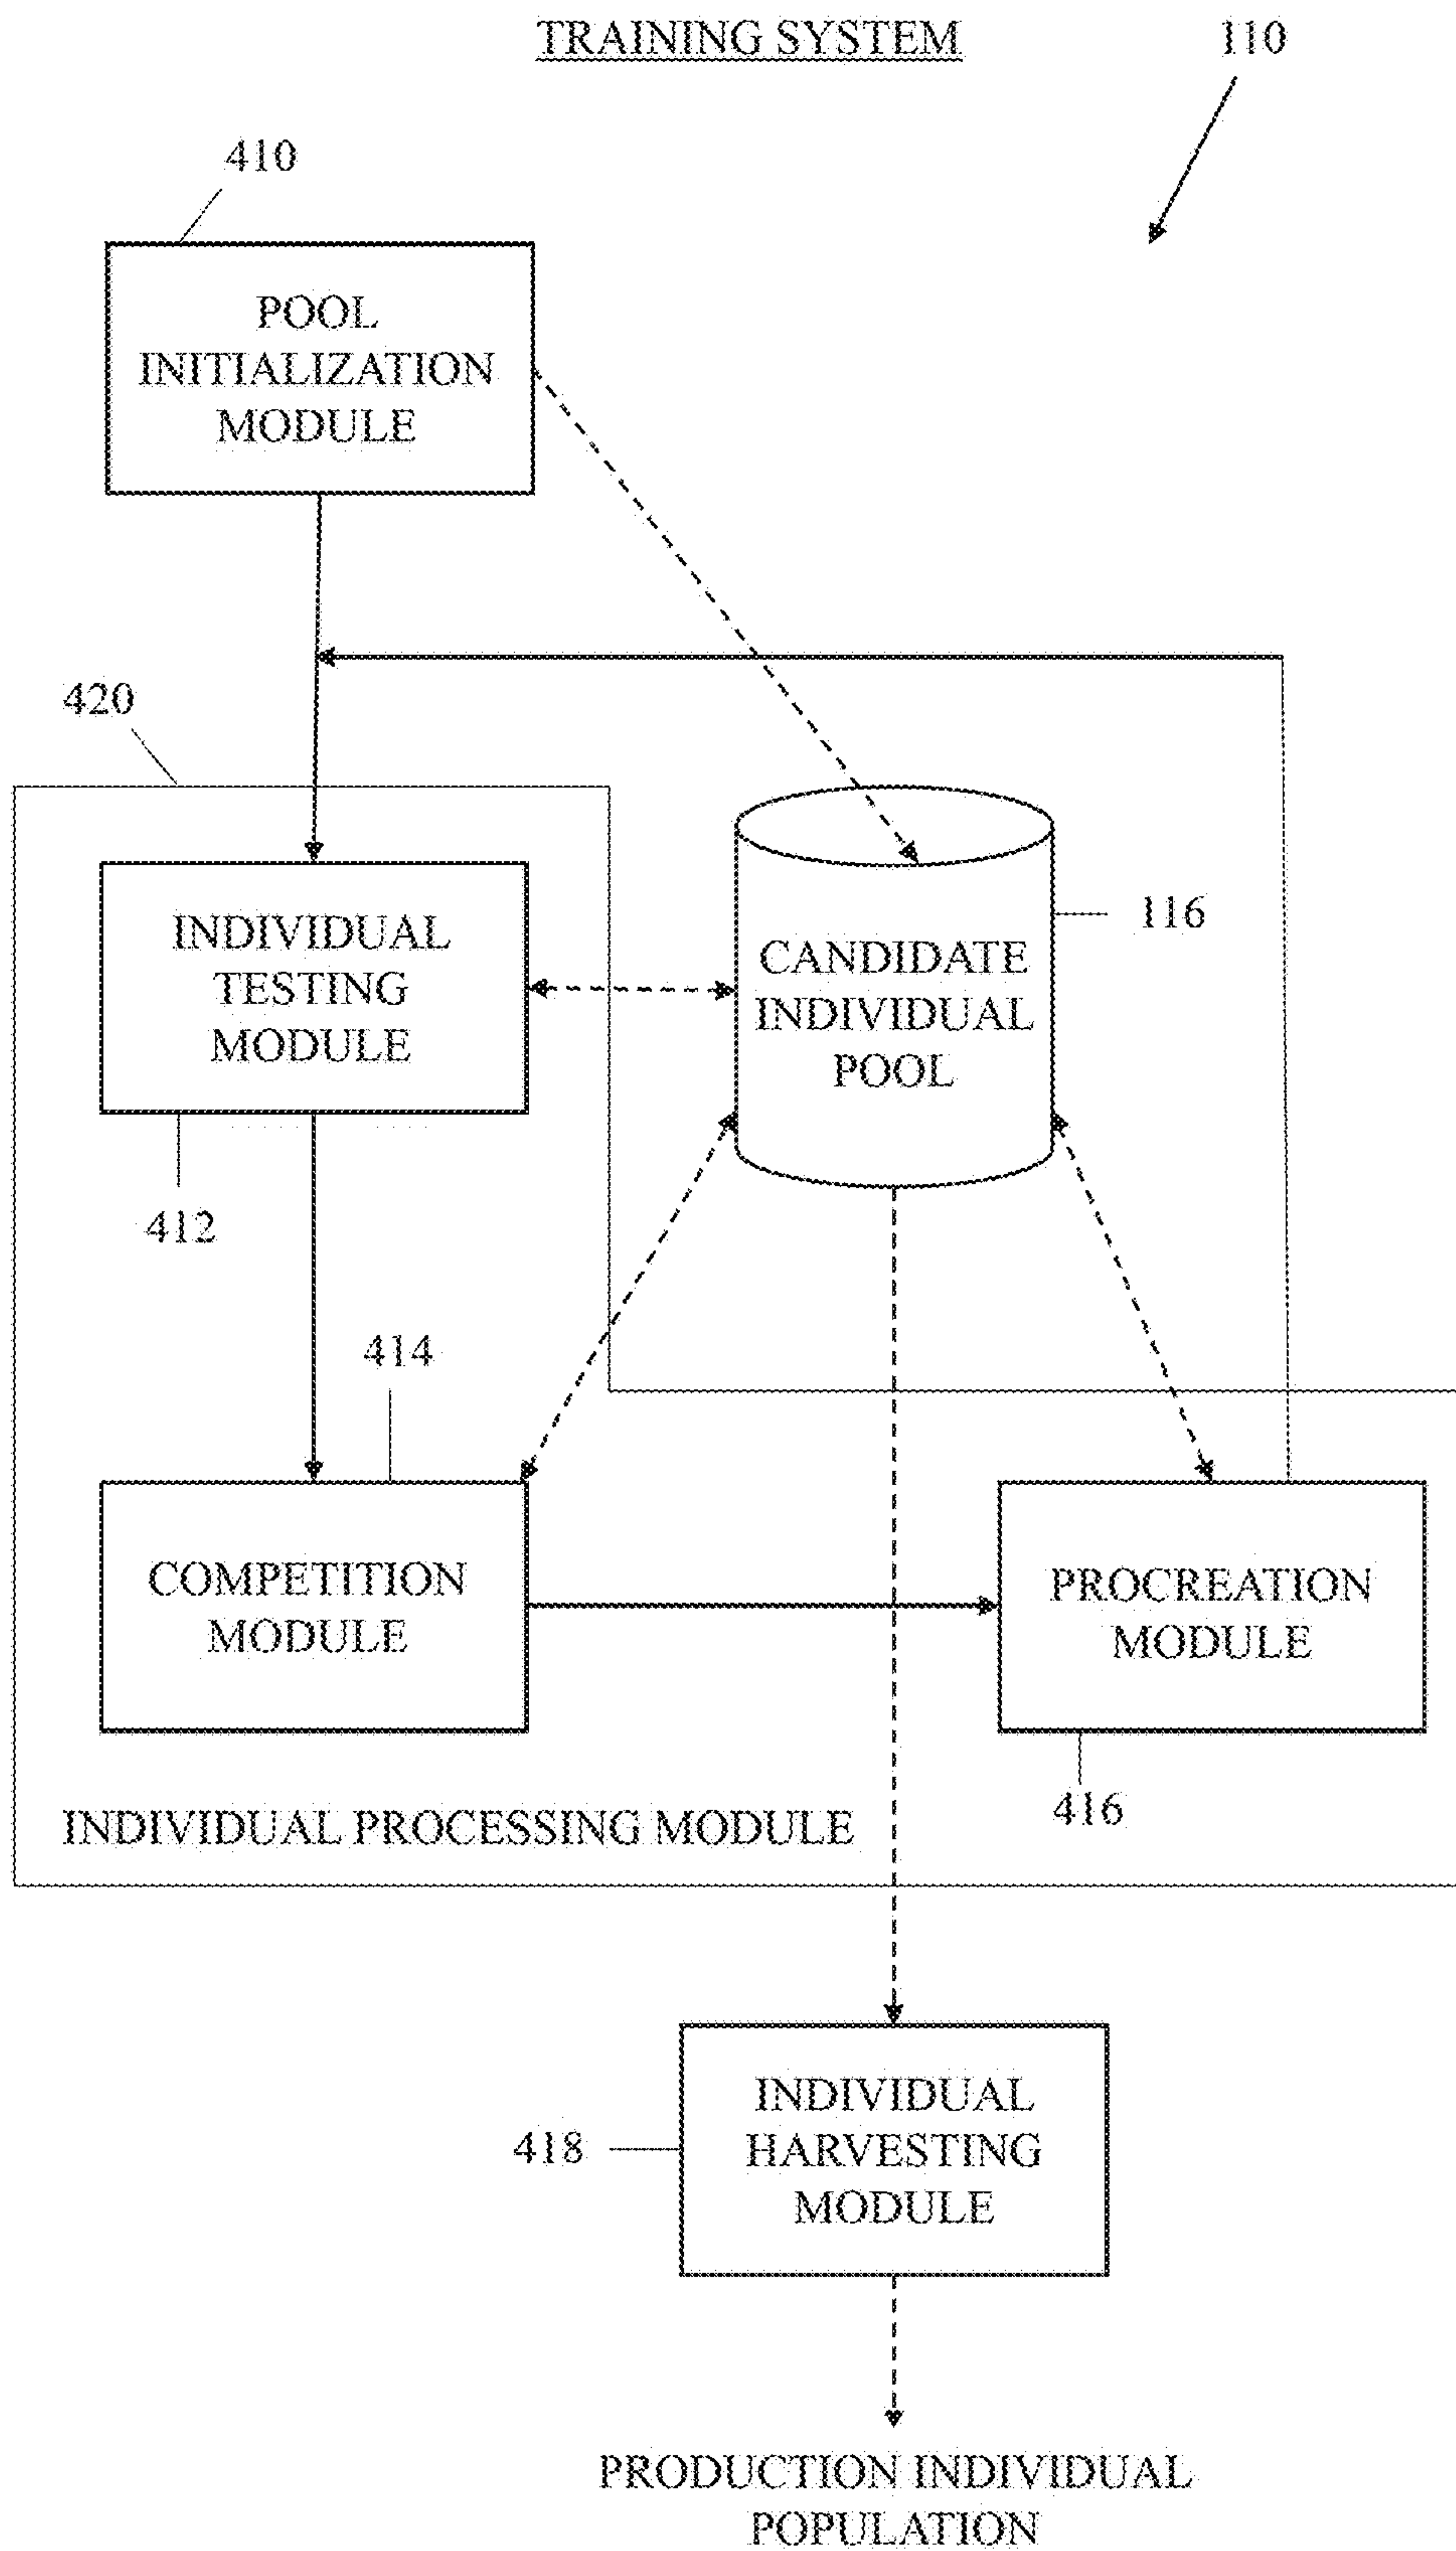 TRAINING SYSTEM
110
410
POOL
INITIALIZATION
MODULE
420
INDIVIDUAL
TESTING
MODULE
116
CANDIDATE
INDIVIDUAL
POOL
412
414
COMPETITION
MODULE
PROCREATION
MODULE
416
INDIVIDUAL PROCESSING MODULE
INDIVIDUAL
HARVESTING
MODULE
418
PRODUCTION INDIVIDUAL
POPULATION